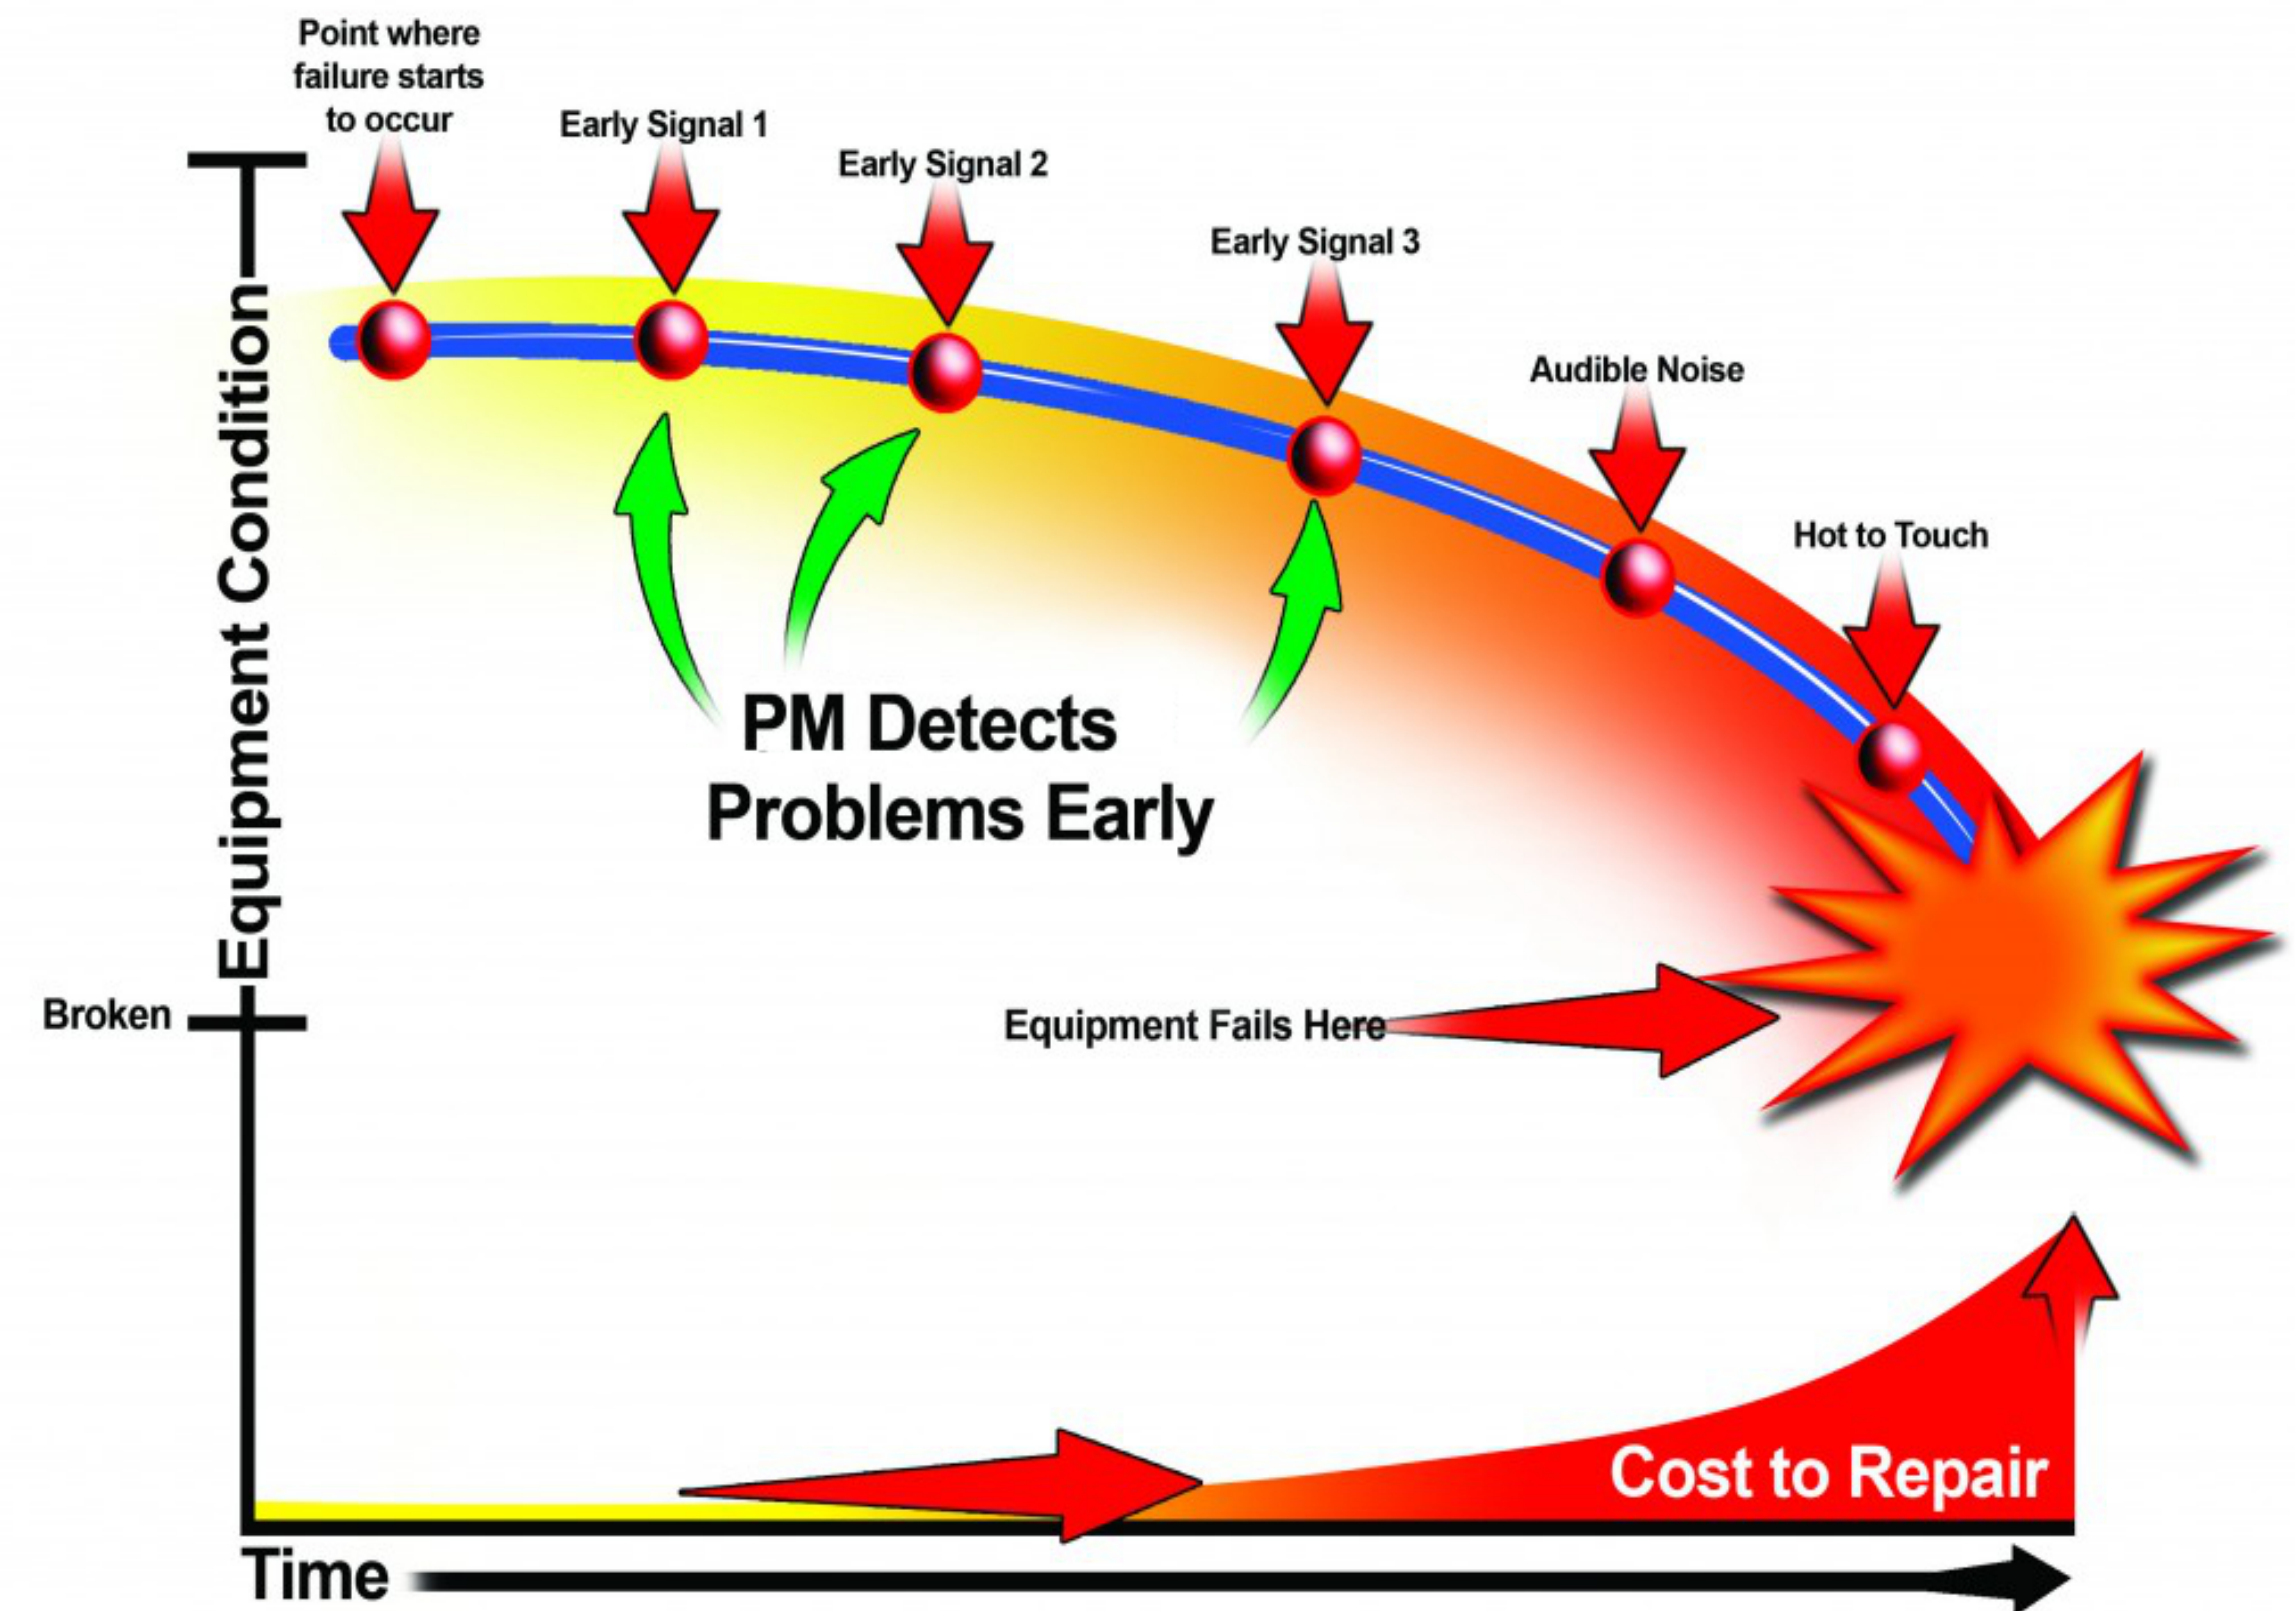 Point where
failure starts
to occur
Early Signal 1
Early Signal 2
Early Signal 3
Audible Noise
Hot to Touch
Equipment Condition
PM Detects
Problems Early
Broken
Equipment Fails Here
Cost to Repair
Time